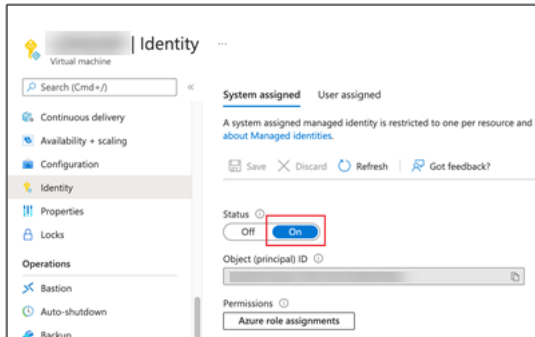 | Identity ...
Virtual machine
Search (Cmd+/)
«
Continuous delivery
Availability + scaling
Configuration
Identity
Properties
Locks
Operations
Bastion
Auto-shutdown
Backup
System assigned User assigned
A system assigned managed identity is restricted to one per resource and
about Managed identities.
Save Discard Refresh Got feedback?
Status
Off On
Object (principal) ID
Permissions
Azure role assignments